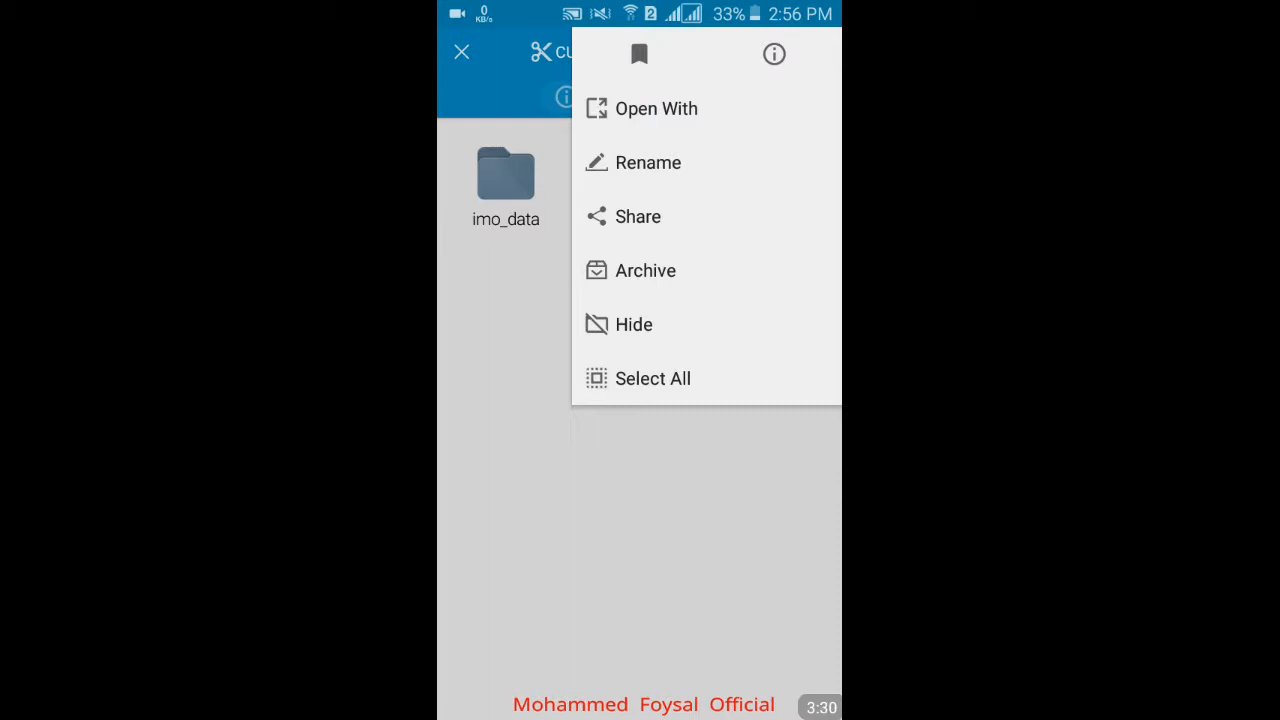 0
KB/s
2
33%
2:56 PM
Open With
Rename
imo_data
Share
Archive
Hide
Select All
Mohammed Foysal Official
3:30